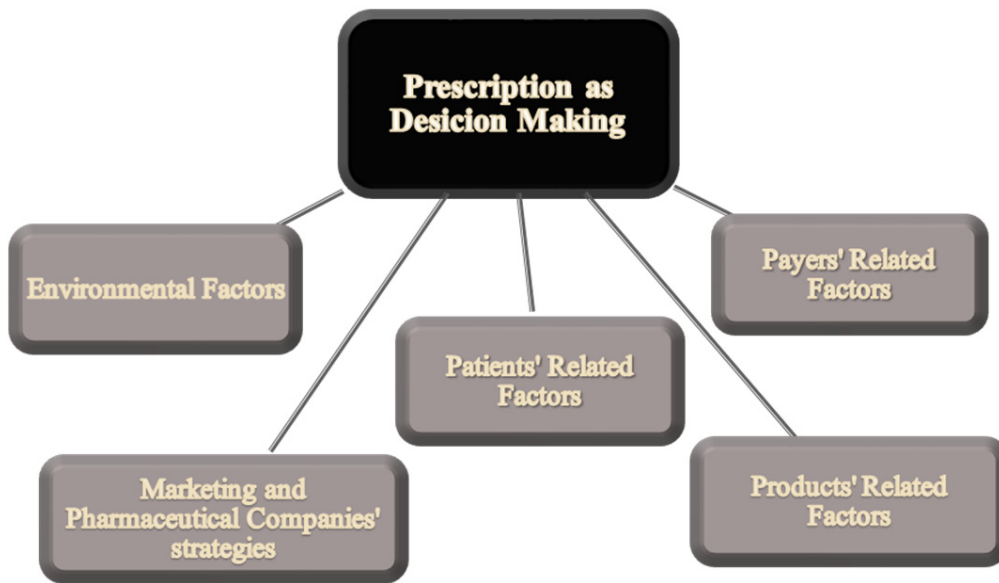 Prescription as
Desicion Making
Environmental Factors
Payers' Related
Factors
Patients' Related
Factors
Marketing and
Pharmaceutical Companies'
strategies
Products' Related
Factors